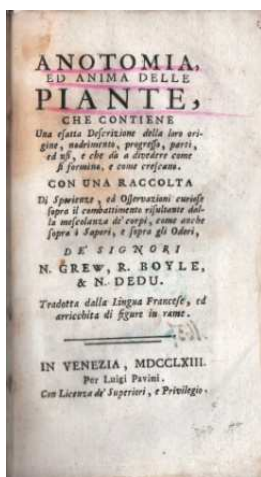 ANOTOMIA,
ED ANIMA DELLE
PIANTE,
CHE CONTIENE
Una esatta Descrizione della loro ori-
gine, nodrimento, progresso, parti,
ed usi, e che dà a divedere come
si formino, e come crescano.
CON UNA RACCOLTA
Di Sperienze, ed Osservazioni curiose
sopra il combattimento risultante dal-
la mescolanza de' corpi, come anche
sopra i Sapori, e sopra gli Odori,
DE' SIGNORI
N. GREW, R. BOYLE,
& N. DEDU.
Tradotta dalla Lingua Francese, ed
arricchita di figure in rame.
IN VENEZIA, MDCCLXIII.
Per Luigi Pavini.
Con Licenza de' Superiori, e Privilegio.